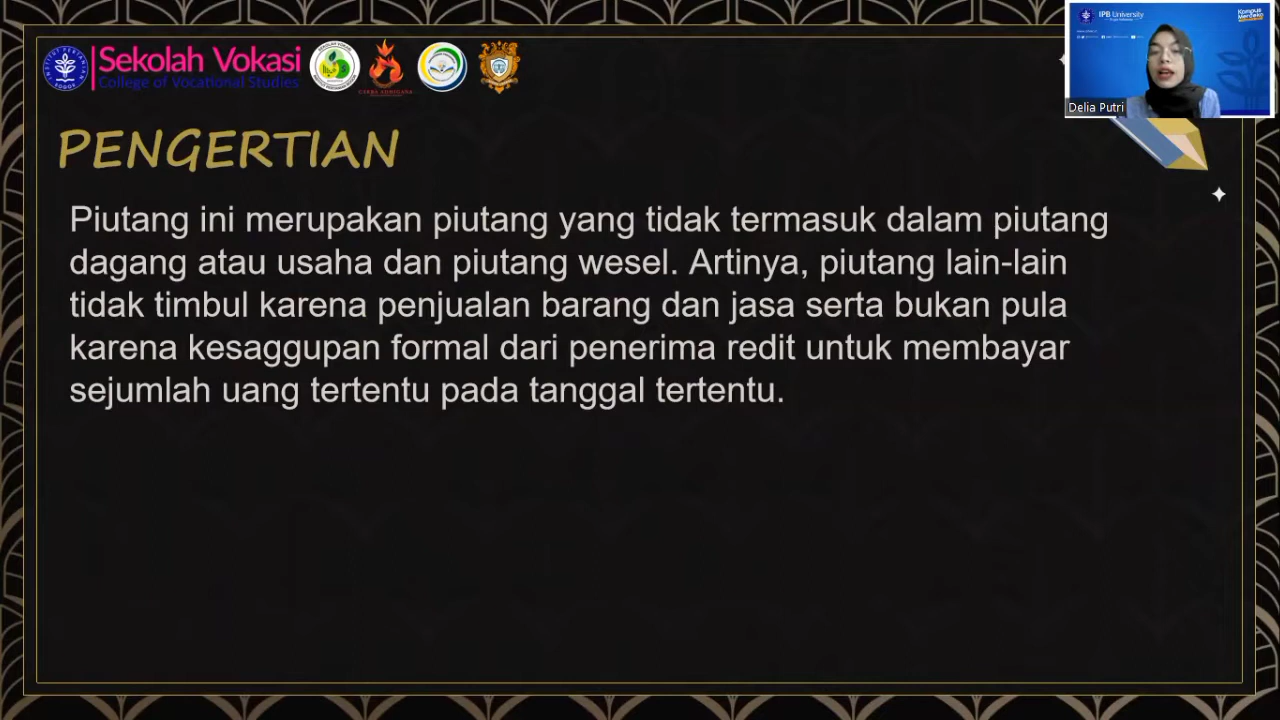 Sekolah Vokasi
College of Vocational Studies
IPB University
Delia Putri
PENGERTIAN
Piutang ini merupakan piutang yang tidak termasuk dalam piutang
dagang atau usaha dan piutang wesel. Artinya, piutang lain-lain
tidak timbul karena penjualan barang dan jasa serta bukan pula
karena kesaggupan formal dari penerima redit untuk membayar
sejumlah uang tertentu pada tanggal tertentu.